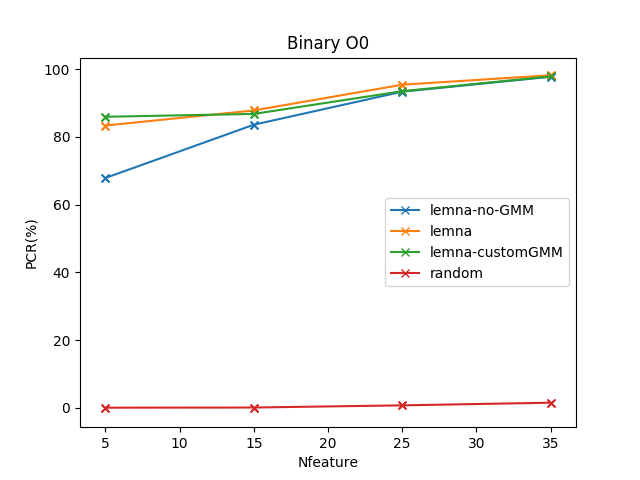 Binary O0
PCR(%)
100
80
60
40
20
0
lemna-no-GMM
lemna
lemna-customGMM
random
5
10
15
20
25
30
35
Nfeature